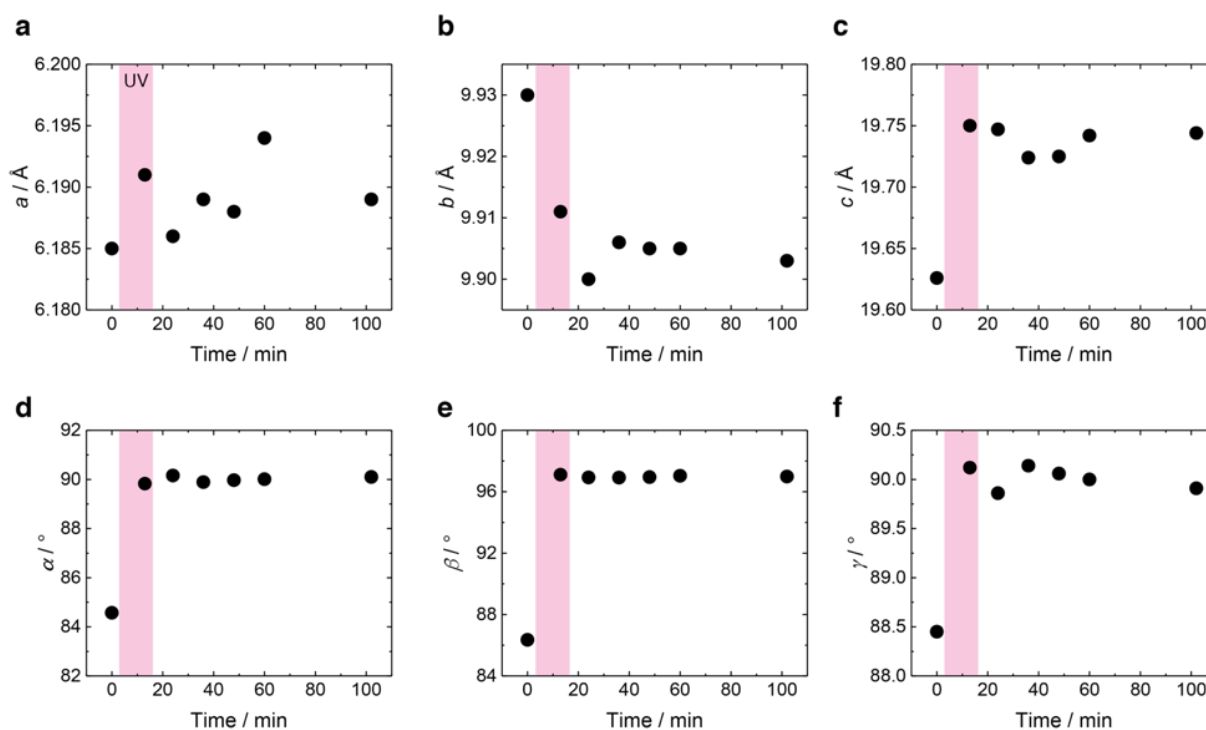 a
6.200
6.195
6.190
6.185
6.180
a / Å
UV
0 20 40 60 80 100
Time / min
b
9.93
9.92
9.91
9.90
b / Å
0 20 40 60 80 100
Time / min
c
19.80
19.75
19.70
19.65
19.60
c / Å
0 20 40 60 80 100
Time / min
d
92
90
88
86
84
82
α / °
0 20 40 60 80 100
Time / min
e
100
96
92
88
84
β / °
0 20 40 60 80 100
Time / min
f
90.5
90.0
89.5
89.0
88.5
88.0
γ / °
0 20 40 60 80 100
Time / min